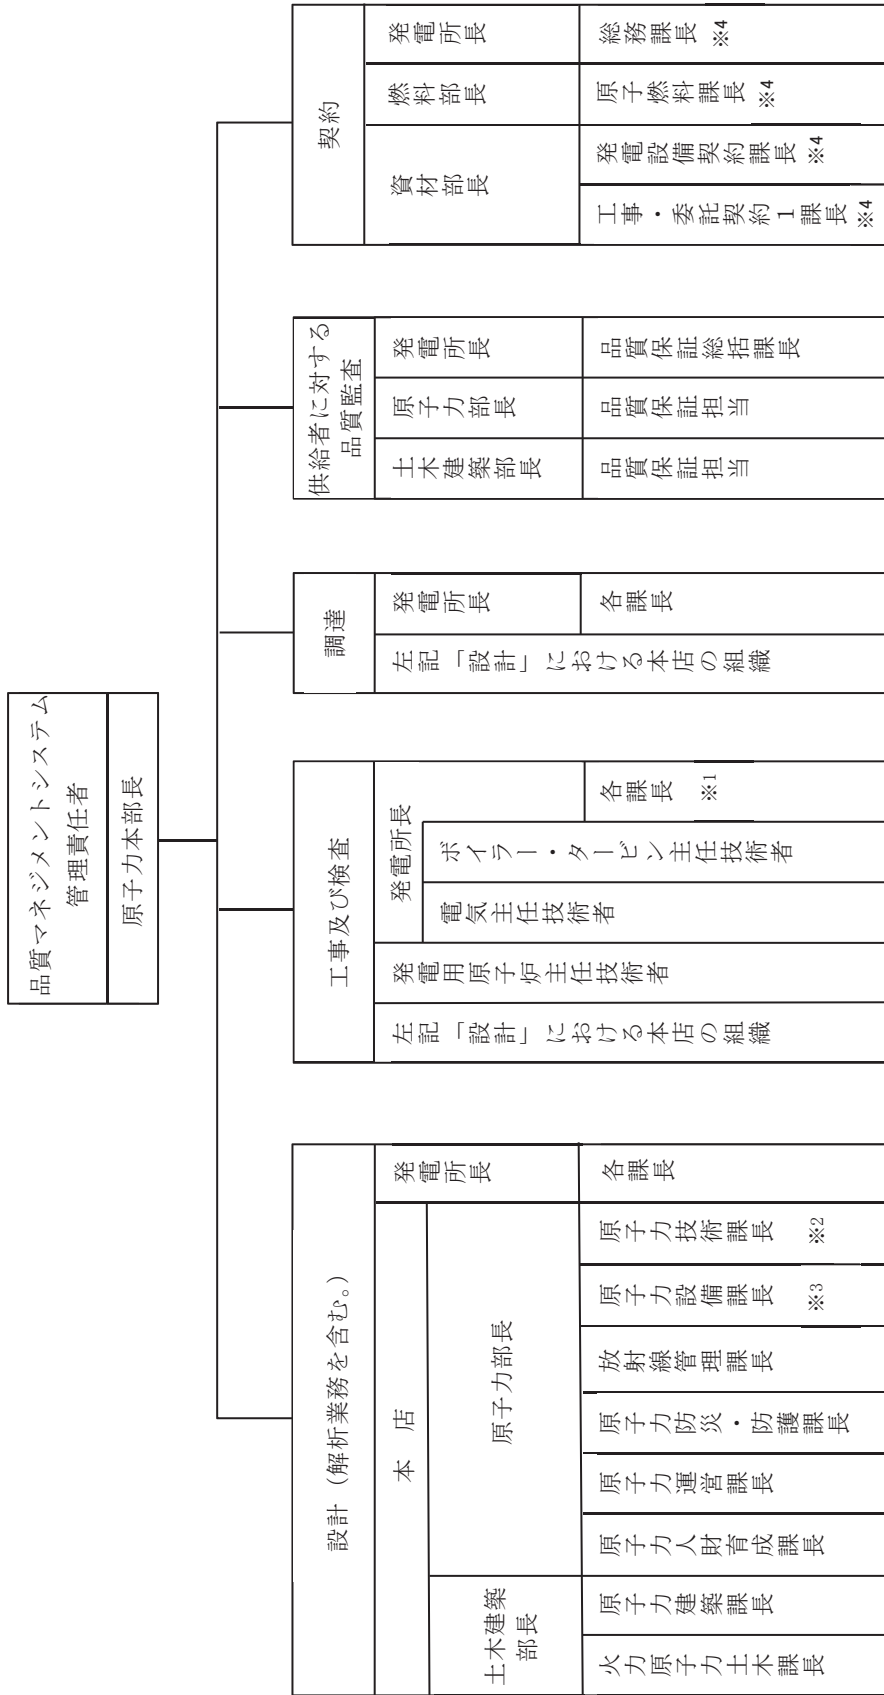 品質マネジメントシステム
管理責任者
原子力本部長
設計（解析業務を含む。）
本　店
土木建築
部長
火力原子力土木課長
原子力建築課長
原子力部長
原子力人財育成課長
原子力運営課長
原子力防災・防護課長
放射線管理課長
原子力設備課長　※3
原子力技術課長　※2
発電所長
各課長
工事及び検査
左記「設計」における本店の組織
発電用原子炉主任技術者
発電所長
電気主任技術者
ボイラー・タービン主任技術者
各課長　※1
調達
左記「設計」における本店の組織
発電所長
各課長
供給者に対する
品質監査
土木建築部長
品質保証担当
原子力部長
品質保証担当
発電所長
品質保証総括課長
契約
資材部長
工事・委託契約1課長※4
発電設備契約課長※4
燃料部長
原子燃料課長※4
発電所長
総務課長※4